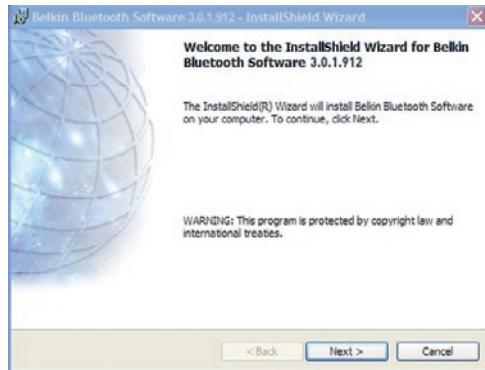 Belkin Bluetooth Software 3.0.1.912 - InstallShield Wizard
Welcome to the InstallShield Wizard for Belkin
Bluetooth Software 3.0.1.912
The InstallShield(R) Wizard will install Belkin Bluetooth Software
on your computer. To continue, click Next.
WARNING: This program is protected by copyright law and
international treaties.
< Back Next > Cancel